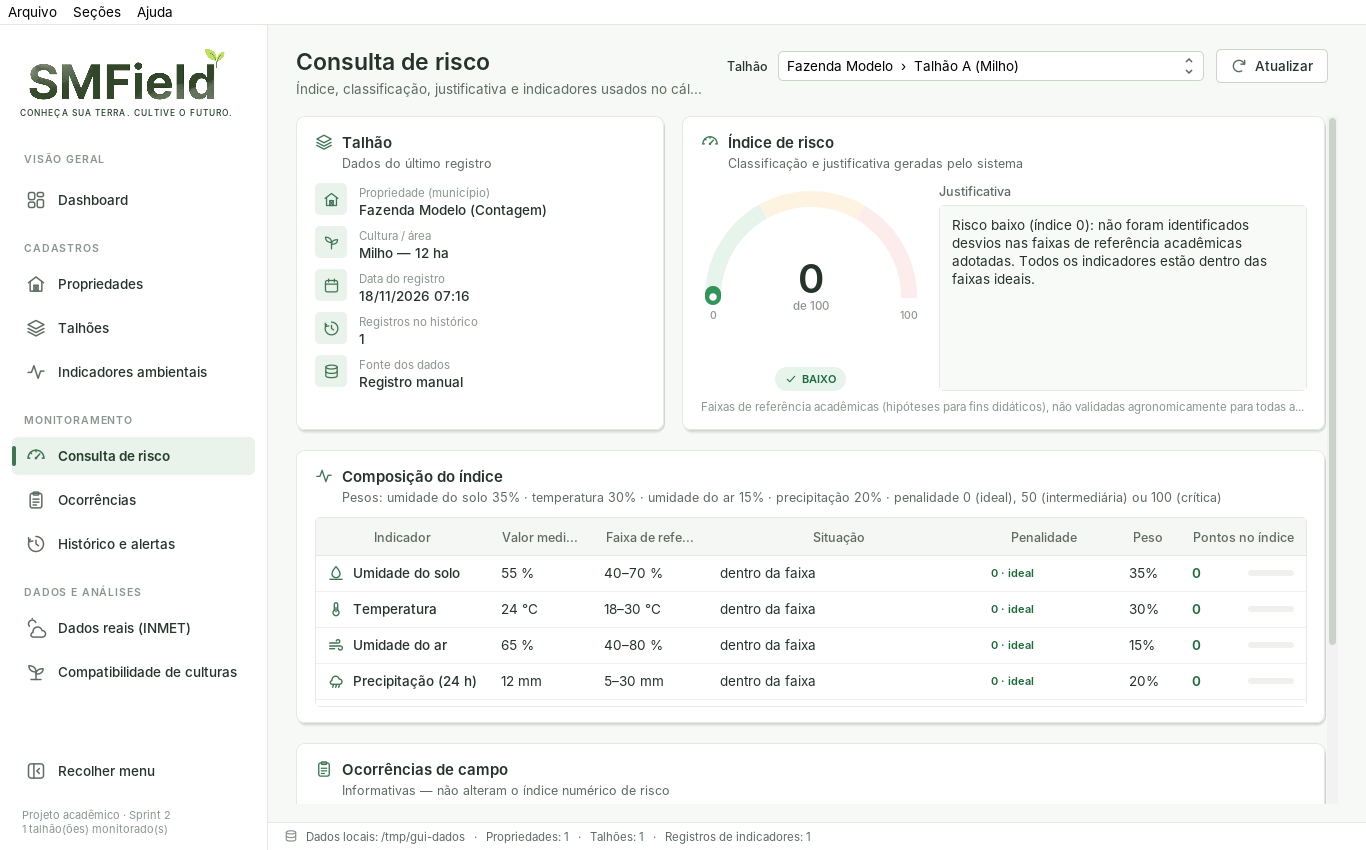 Arquivo Seções Ajuda
SMField
CONHEÇA SUA TERRA. CULTIVE O FUTURO.
VISÃO GERAL
Dashboard
CADASTROS
Propriedades
Talhões
Indicadores ambientais
MONITORAMENTO
Consulta de risco
Ocorrências
Histórico e alertas
DADOS E ANÁLISES
Dados reais (INMET)
Compatibilidade de culturas
Recolher menu
Projeto acadêmico · Sprint 2
1 talhão(ões) monitorado(s)
Consulta de risco
Índice, classificação, justificativa e indicadores usados no cál...
Talhão
Fazenda Modelo › Talhão A (Milho)
Atualizar
Talhão
Dados do último registro
Propriedade (município)
Fazenda Modelo (Contagem)
Cultura / área
Milho — 12 ha
Data do registro
18/11/2026 07:16
Registros no histórico
1
Fonte dos dados
Registro manual
Índice de risco
Classificação e justificativa geradas pelo sistema
0
de 100
0 100
BAIXO
Justificativa
Risco baixo (índice 0): não foram identificados
desvios nas faixas de referência acadêmicas
adotadas. Todos os indicadores estão dentro das
faixas ideais.
Faixas de referência acadêmicas (hipóteses para fins didáticos), não validadas agronomicamente para todas a...
Composição do índice
Pesos: umidade do solo 35% · temperatura 30% · umidade do ar 15% · precipitação 20% · penalidade 0 (ideal), 50 (intermediária) ou 100 (crítica)
Indicador Valor medi... Faixa de refe... Situação Penalidade Peso Pontos no índice
Umidade do solo 55 % 40–70 % dentro da faixa 0 · ideal 35% 0
Temperatura 24 °C 18–30 °C dentro da faixa 0 · ideal 30% 0
Umidade do ar 65 % 40–80 % dentro da faixa 0 · ideal 15% 0
Precipitação (24 h) 12 mm 5–30 mm dentro da faixa 0 · ideal 20% 0
Ocorrências de campo
Informativas — não alteram o índice numérico de risco
Dados locais: /tmp/gui-dados · Propriedades: 1 · Talhões: 1 · Registros de indicadores: 1